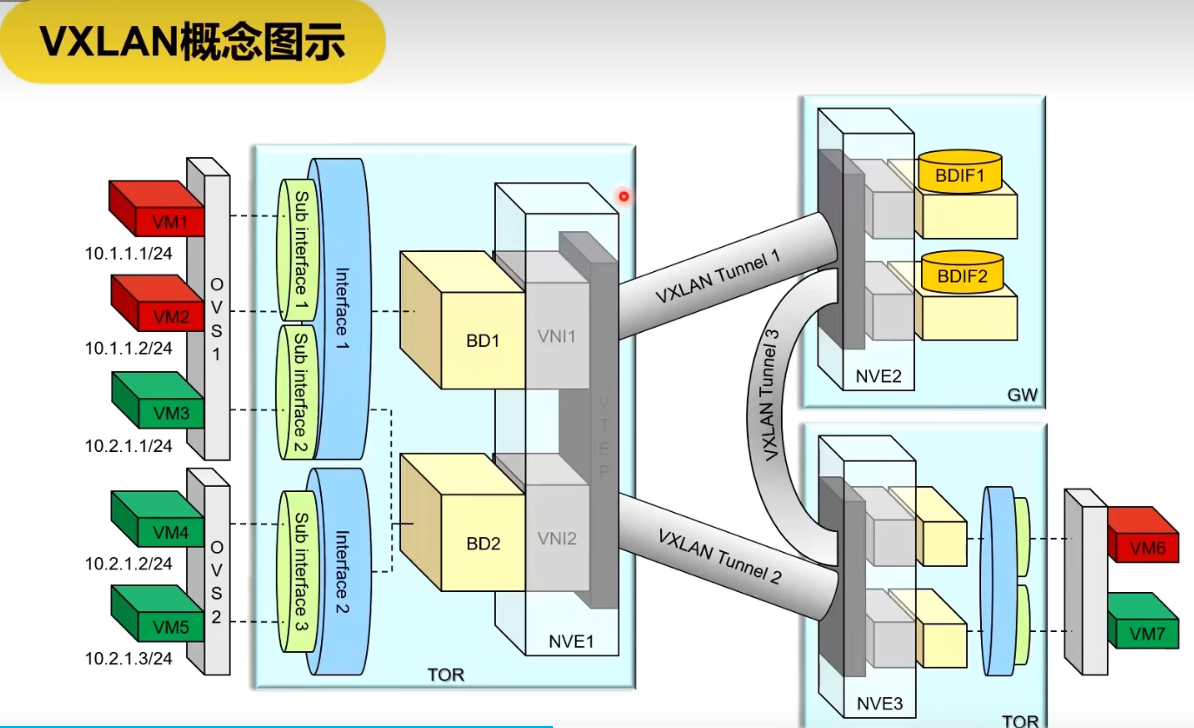 VXLAN概念图示
VM1
10.1.1.1/24
VM2
10.1.1.2/24
VM3
10.2.1.1/24
OVS1
VM4
10.2.1.2/24
VM5
10.2.1.3/24
OVS2
Sub interface 1
Sub interface 2
Interface 1
Sub interface 3
Interface 2
BD1
VNI1
BD2
VNI2
VTEP
NVE1
TOR
VXLAN Tunnel 1
VXLAN Tunnel 3
VXLAN Tunnel 2
BDIF1
BDIF2
NVE2
GW
NVE3
TOR
VM6
VM7